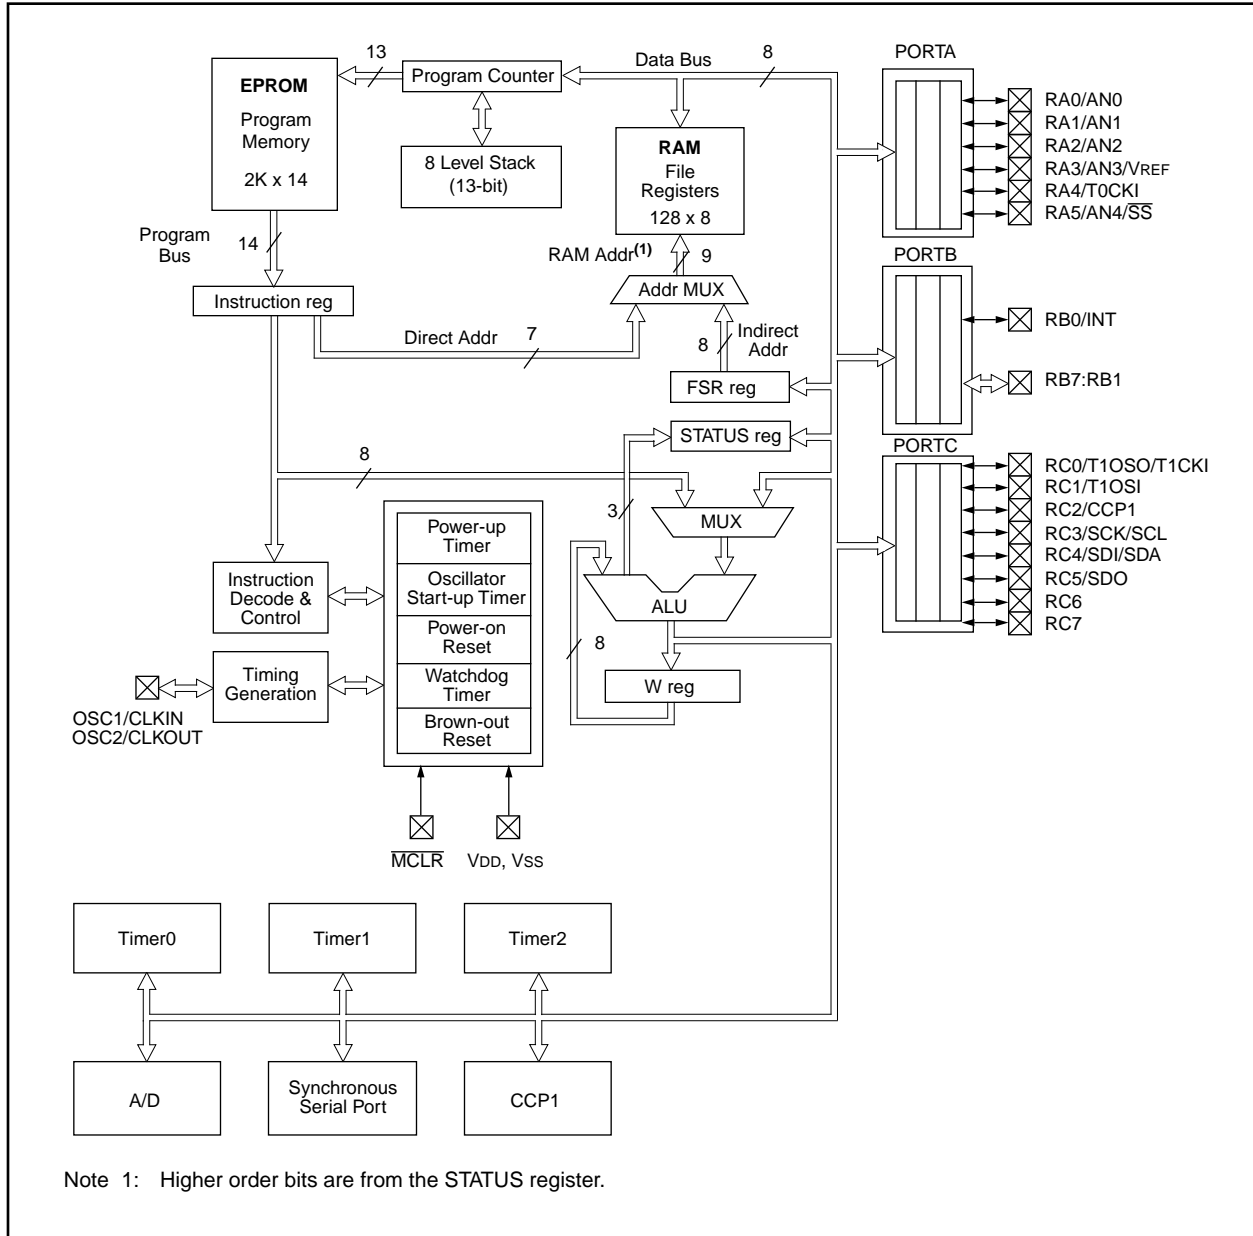 EPROM
Program
Memory
2K x 14
13
Program Counter
8 Level Stack
(13-bit)
Data Bus
8
RAM
File
Registers
128 x 8
Program
Bus
14
RAM Addr(1)
9
Addr MUX
Instruction reg
Direct Addr
7
8
Indirect
Addr
FSR reg
STATUS reg
8
3
MUX
ALU
8
W reg
Power-up
Timer
Oscillator
Start-up Timer
Power-on
Reset
Watchdog
Timer
Brown-out
Reset
Instruction
Decode &
Control
Timing
Generation
OSC1/CLKIN
OSC2/CLKOUT
MCLR
VDD, VSS
PORTA
RA0/AN0
RA1/AN1
RA2/AN2
RA3/AN3/VREF
RA4/T0CKI
RA5/AN4/SS
PORTB
RB0/INT
RB7:RB1
PORTC
RC0/T1OSO/T1CKI
RC1/T1OSI
RC2/CCP1
RC3/SCK/SCL
RC4/SDI/SDA
RC5/SDO
RC6
RC7
Timer0
Timer1
Timer2
A/D
Synchronous
Serial Port
CCP1
Note 1: Higher order bits are from the STATUS register.